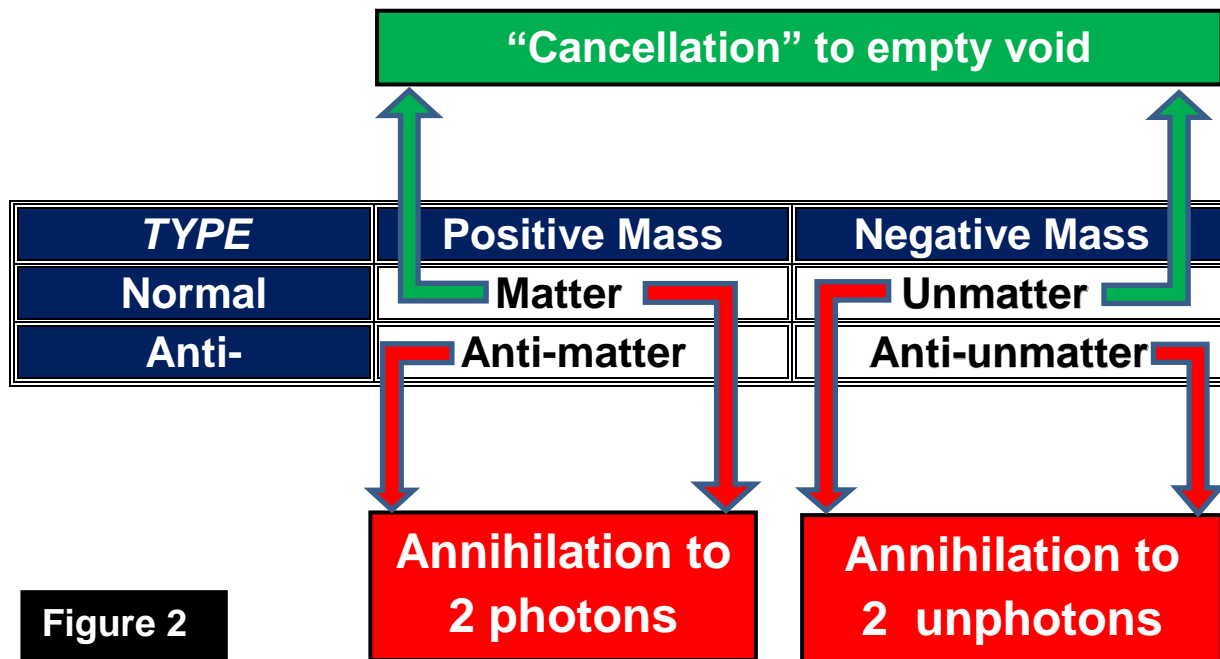 “Cancellation” to empty void
TYPE Positive Mass Negative Mass
Normal Matter Unmatter
Anti- Anti-matter Anti-unmatter
Annihilation to
2 photons
Annihilation to
2 unphotons
Figure 2